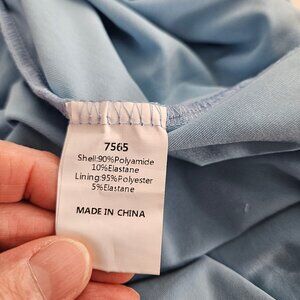 7565
Shell:90%Polyamide
10%Elastane
Lining:95%Polyester
5%Elastane
MADE IN CHINA